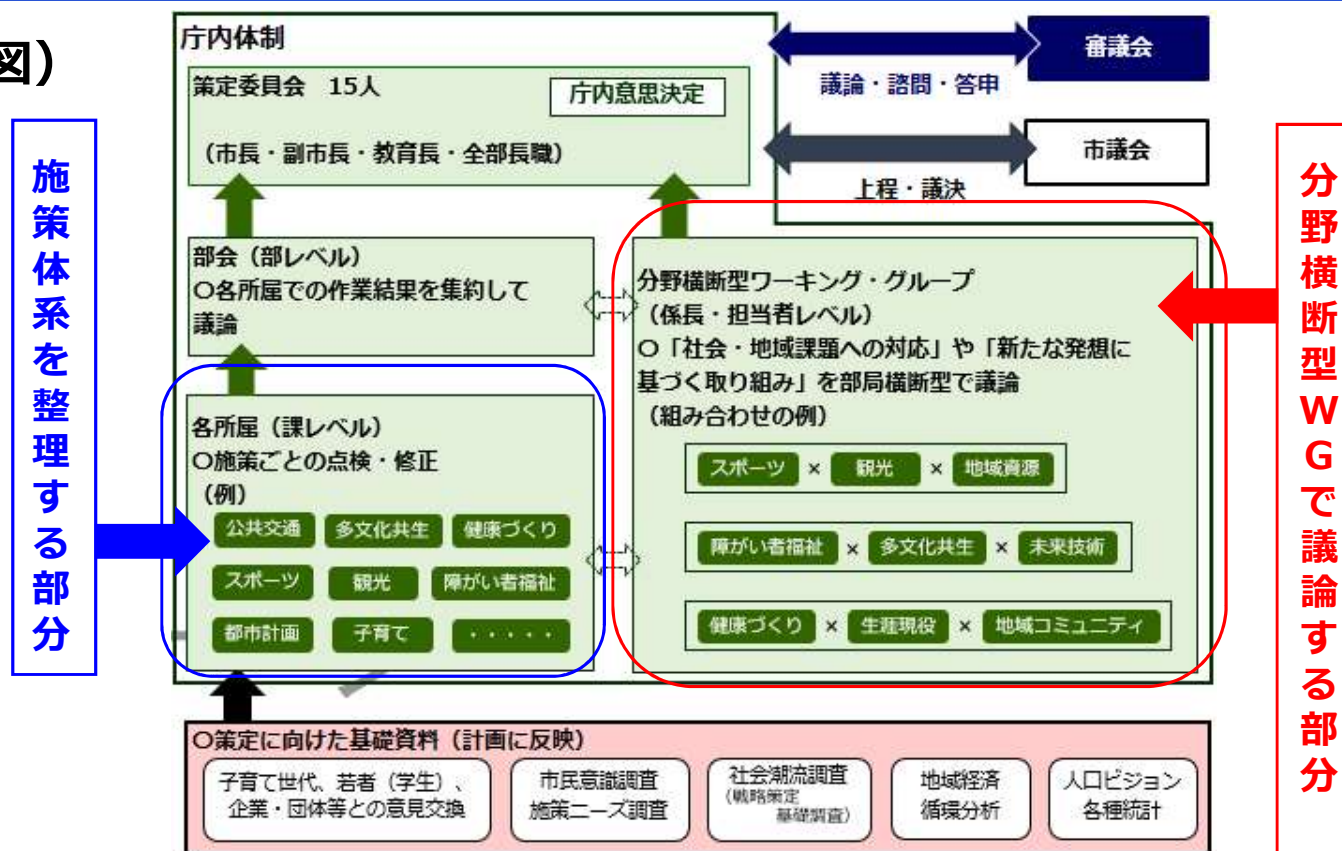 図）
施策体系を整理する部分
庁内体制
策定委員会　15人
庁内意思決定
（市長・副市長・教育長・全部長職）
審議会
議論・諮問・答申
市議会
上程・議決
部会（部レベル）
○各所属での作業結果を集約して
議論
各所属（課レベル）
○施策ごとの点検・修正
（例）
公共交通　多文化共生　健康づくり
スポーツ　観光　障がい者福祉
都市計画　子育て　・・・・・
分野横断型ワーキング・グループ
（係長・担当者レベル）
○「社会・地域課題への対応」や「新たな発想に
基づく取り組み」を部局横断型で議論
（組み合わせの例）
スポーツ × 観光 × 地域資源
障がい者福祉 × 多文化共生 × 未来技術
健康づくり × 生涯現役 × 地域コミュニティ
分野横断型WGで議論する部分
○策定に向けた基礎資料（計画に反映）
子育て世代、若者（学生）、
企業・団体等との意見交換
市民意識調査
施策ニーズ調査
社会潮流調査
（戦略策定
基礎調査）
地域経済
循環分析
人口ビジョン
各種統計